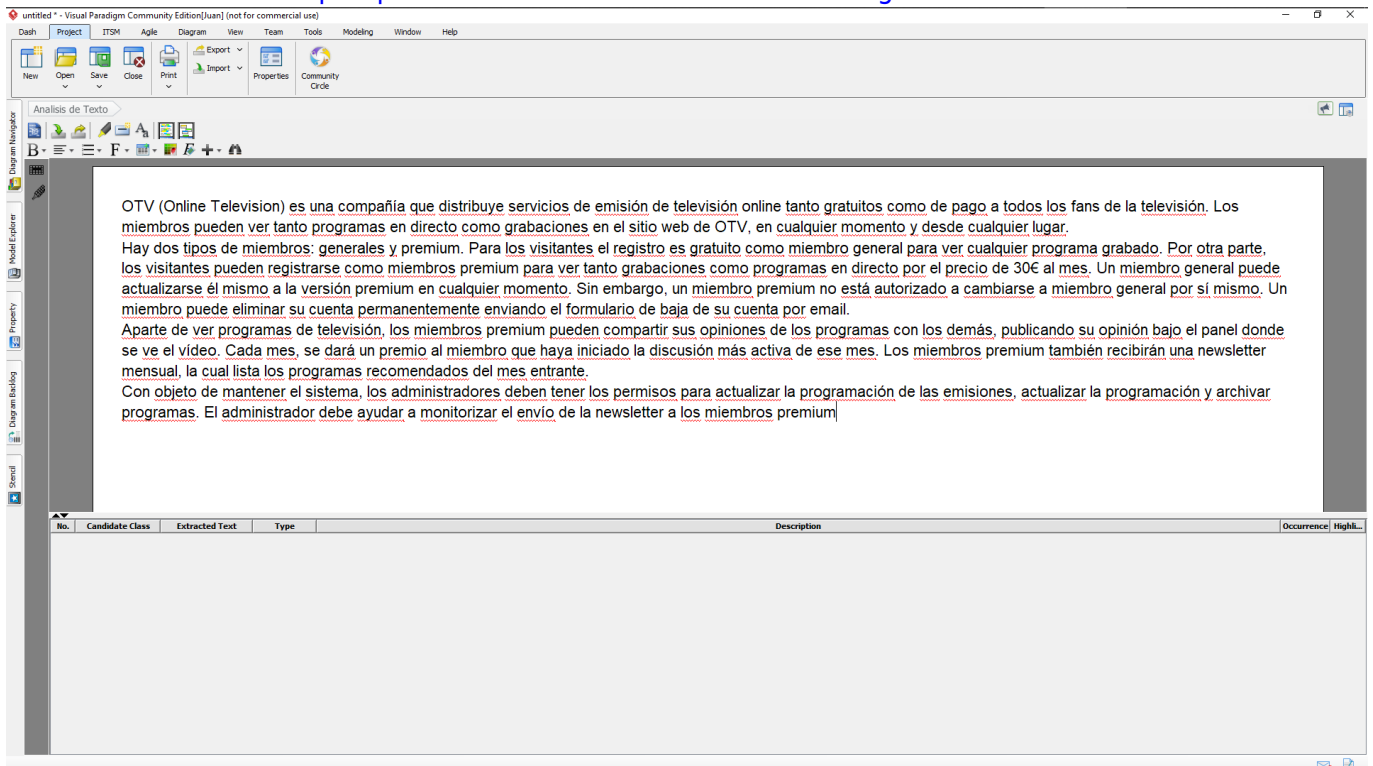 untitled * - Visual Paradigm Community Edition[Juan] (not for commercial use)
Dash Project ITSM Agile Diagram View Team Tools Modeling Window Help
Export
Import
New Open Save Close Print Properties Community Circle
Analisis de Texto
Diagram Navigator
Model Explorer
Property
Diagram Backlog
Stencil
OTV (Online Television) es una compañía que distribuye servicios de emisión de televisión online tanto gratuitos como de pago a todos los fans de la televisión. Los
miembros pueden ver tanto programas en directo como grabaciones en el sitio web de OTV, en cualquier momento y desde cualquier lugar.
Hay dos tipos de miembros: generales y premium. Para los visitantes el registro es gratuito como miembro general para ver cualquier programa grabado. Por otra parte,
los visitantes pueden registrarse como miembros premium para ver tanto grabaciones como programas en directo por el precio de 30€ al mes. Un miembro general puede
actualizarse él mismo a la versión premium en cualquier momento. Sin embargo, un miembro premium no está autorizado a cambiarse a miembro general por sí mismo. Un
miembro puede eliminar su cuenta permanentemente enviando el formulario de baja de su cuenta por email.
Aparte de ver programas de televisión, los miembros premium pueden compartir sus opiniones de los programas con los demás, publicando su opinión bajo el panel donde
se ve el vídeo. Cada mes, se dará un premio al miembro que haya iniciado la discusión más activa de ese mes. Los miembros premium también recibirán una newsletter
mensual, la cual lista los programas recomendados del mes entrante.
Con objeto de mantener el sistema, los administradores deben tener los permisos para actualizar la programación de las emisiones, actualizar la programación y archivar
programas. El administrador debe ayudar a monitorizar el envío de la newsletter a los miembros premium
No. Candidate Class Extracted Text Type Description Occurrence Highli...